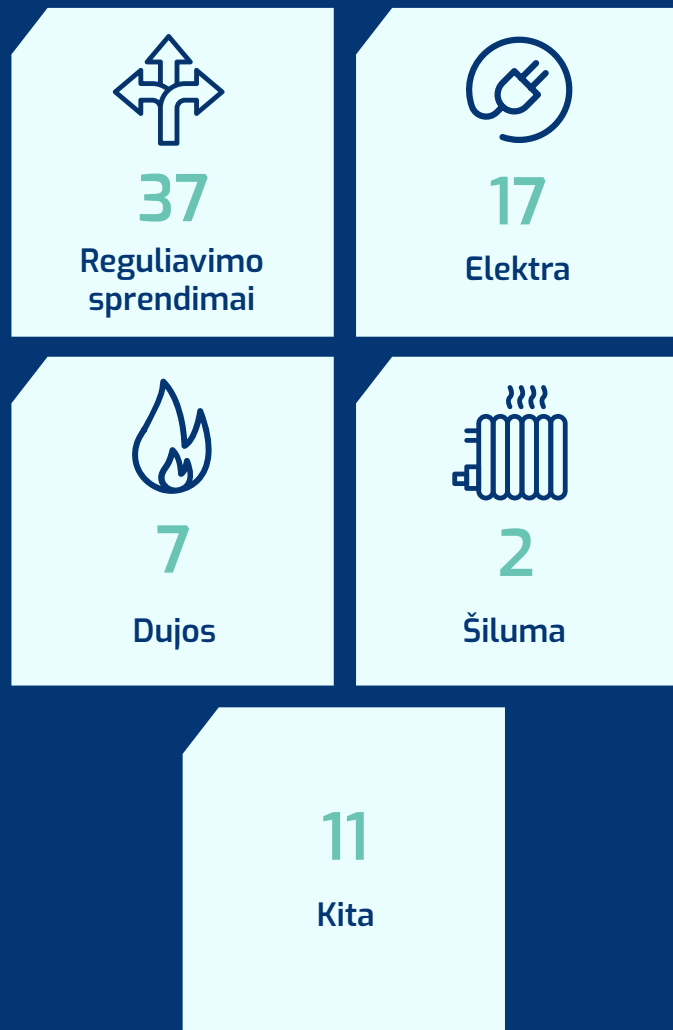 37
Reguliavimo
sprendimai
17
Elektra
7
Dujos
2
Šiluma
11
Kita